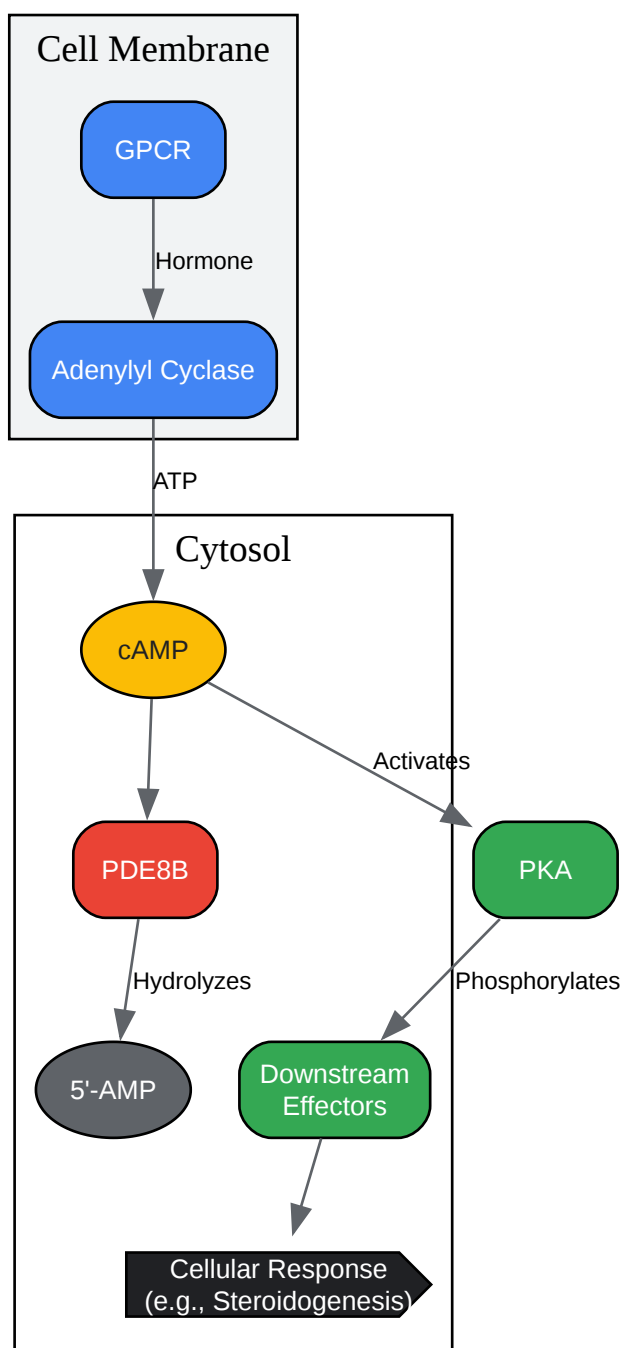 Cell Membrane
GPCR
Hormone
Adenylyl Cyclase
ATP
Cytosol
cAMP
Activates
PDE8B
PKA
Hydrolyzes
Phosphorylates
5'-AMP
Downstream
Effectors
Cellular Response
(e.g., Steroidogenesis)